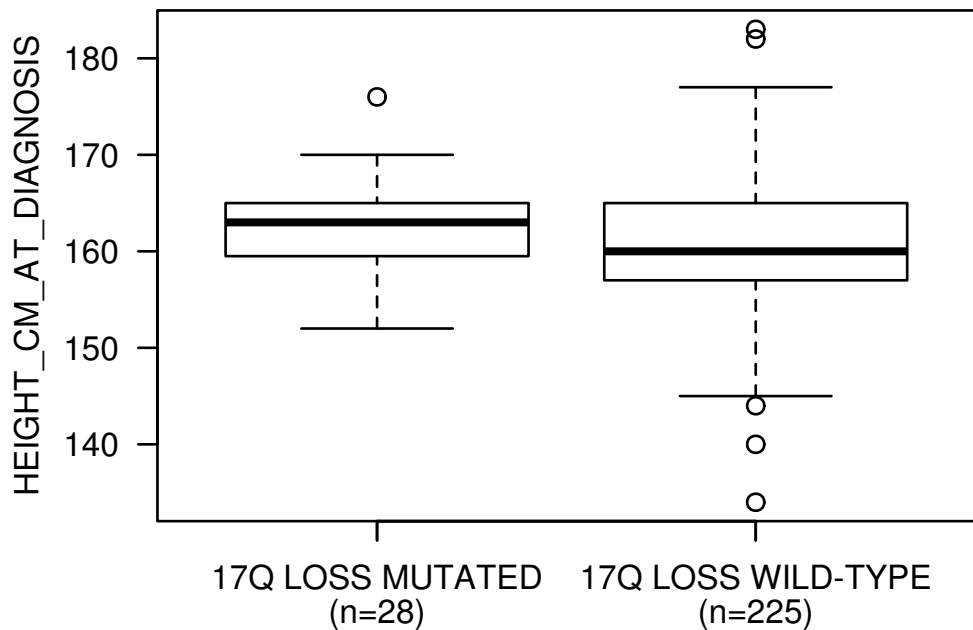 HEIGHT_CM_AT_DIAGNOSIS
180
170
160
150
140
17Q LOSS MUTATED
(n=28)
17Q LOSS WILD-TYPE
(n=225)